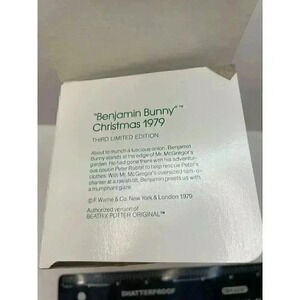 "Benjamin Bunny"™
Christmas 1979
THIRD LIMITED EDITION
About to munch a luscious onion, Benjamin
Bunny stands at the edge of Mr. McGregor's
garden. He had gone there with his adventur-
ous cousin Peter Rabbit to help rescue Peter's
clothes. With Mr. McGregor's oversized tam-o-
shanter at a rakish tilt, Benjamin greets us with
a triumphant gaze.
©F. Warne & Co. New York & London 1979
Authorized version of
BEATRIX POTTER ORIGINAL™
SHATTERPROOF